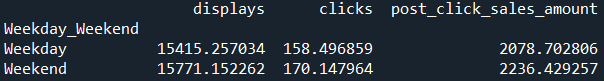 displays clicks post_click_sales_amount
Weekday_Weekend
Weekday 15415.257034 158.496859 2078.702806
Weekend 15771.152262 170.147964 2236.429257